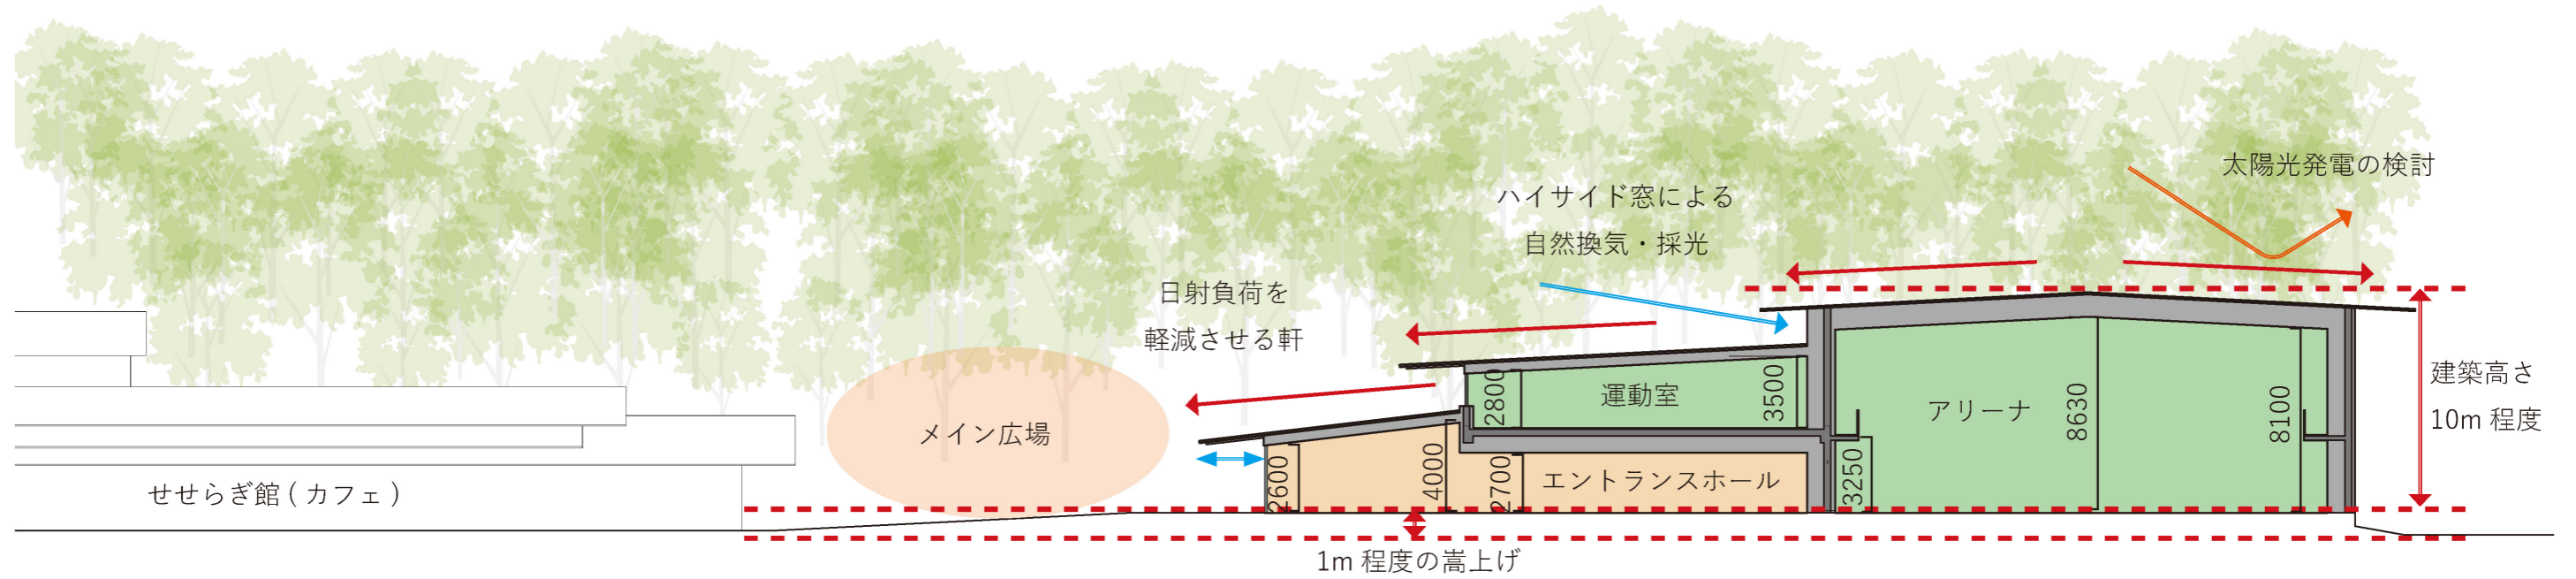 太陽光発電の検討
ハイサイド窓による
自然換気・採光
日射負荷を
軽減させる軒
建築高さ
10m 程度
メイン広場
せせらぎ館 ( カフェ )
運動室
アリーナ
エントランスホール
2800
3500
8630
8100
2600
4000
2700
3250
1m 程度の嵩上げ